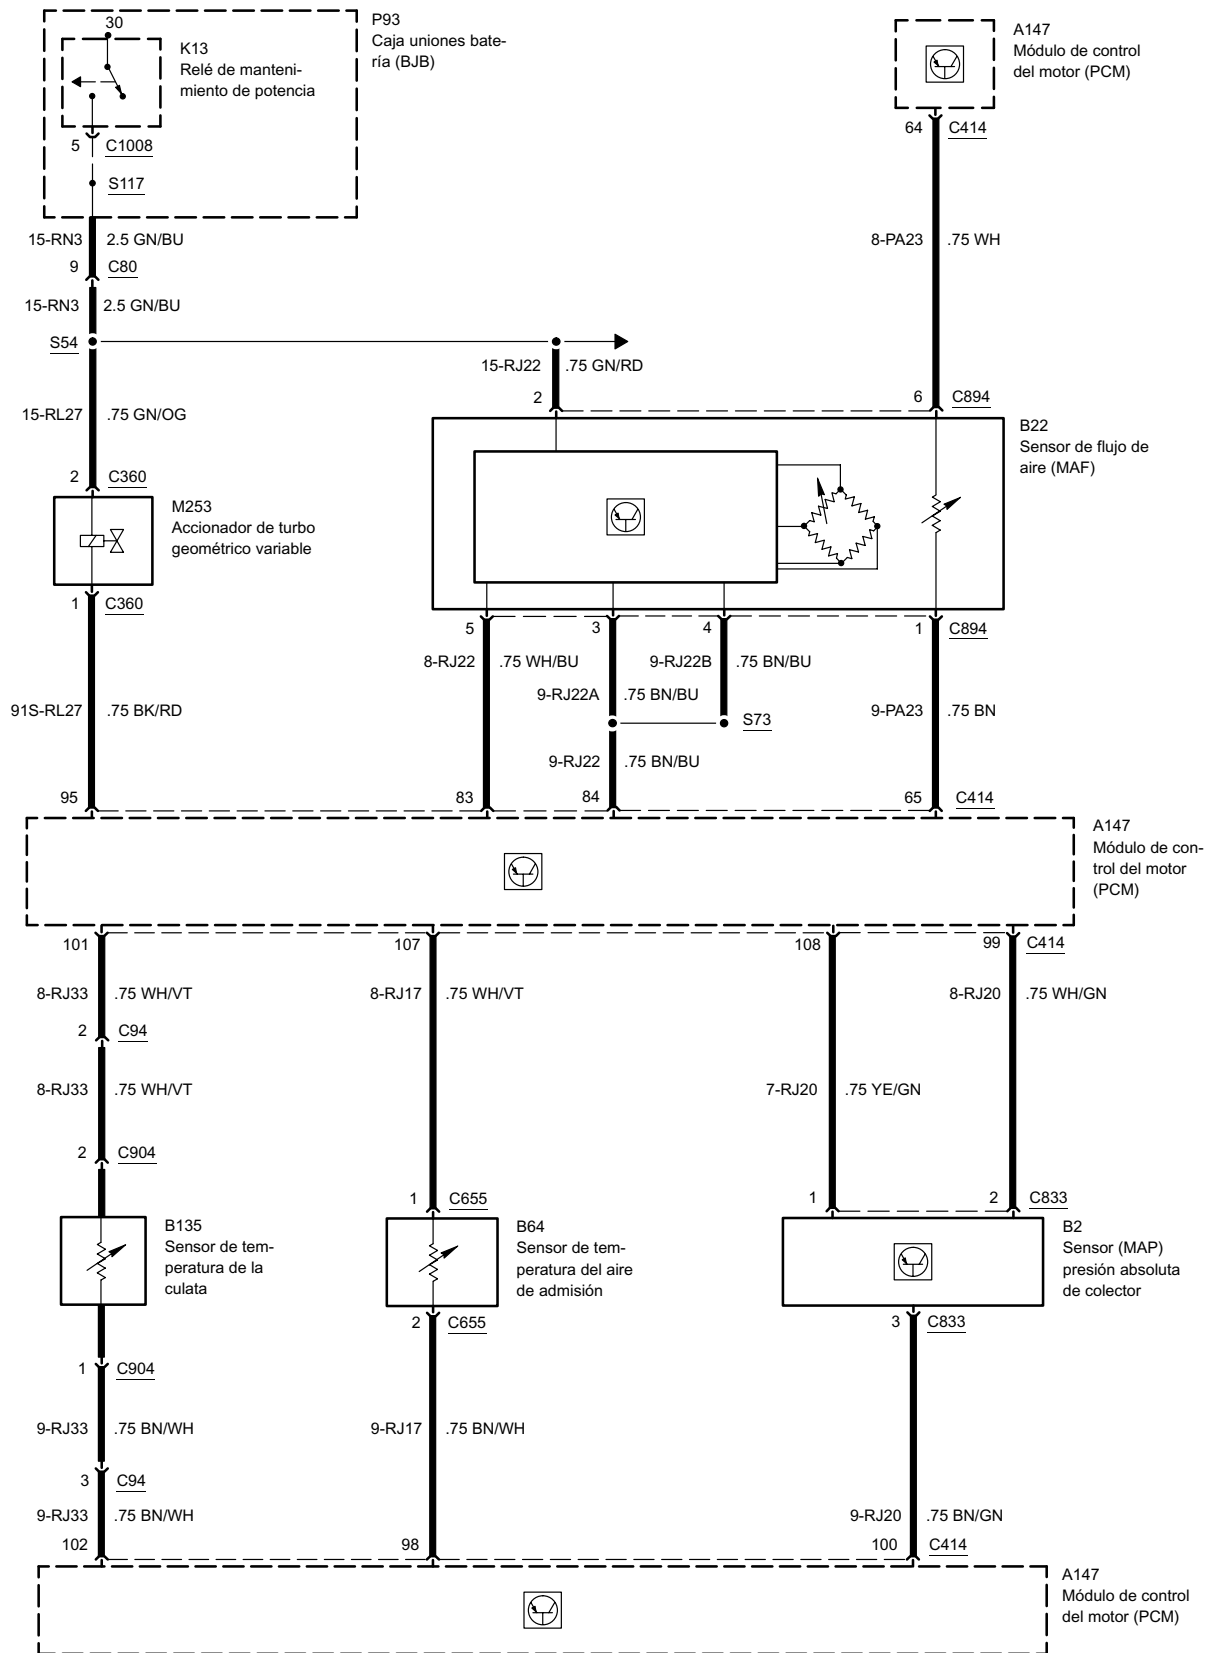 30
P93
Caja uniones bate-
ría (BJB)
K13
Relé de manteni-
miento de potencia
5 C1008
S117
A147
Módulo de control
del motor (PCM)
64 C414
15-RN3 2.5 GN/BU
8-PA23 .75 WH
9 C80
15-RN3 2.5 GN/BU
S54
15-RJ22 .75 GN/RD
2
6 C894
15-RL27 .75 GN/OG
B22
Sensor de flujo de
aire (MAF)
2 C360
M253
Accionador de turbo
geométrico variable
1 C360
5
3
4
1 C894
8-RJ22 .75 WH/BU
9-RJ22B .75 BN/BU
9-RJ22A .75 BN/BU
91S-RL27 .75 BK/RD
S73
9-PA23 .75 BN
9-RJ22 .75 BN/BU
95
83
84
65 C414
A147
Módulo de con-
trol del motor
(PCM)
101
107
108
99 C414
8-RJ33 .75 WH/VT
8-RJ17 .75 WH/VT
8-RJ20 .75 WH/GN
2 C94
8-RJ33 .75 WH/VT
7-RJ20 .75 YE/GN
2 C904
1 C655
1
2 C833
B135
Sensor de tem-
peratura de la
culata
B64
Sensor de tem-
peratura del aire
de admisión
B2
Sensor (MAP)
presión absoluta
de colector
2 C655
3 C833
1 C904
9-RJ33 .75 BN/WH
9-RJ17 .75 BN/WH
3 C94
9-RJ33 .75 BN/WH
9-RJ20 .75 BN/GN
102
98
100 C414
A147
Módulo de control
del motor (PCM)